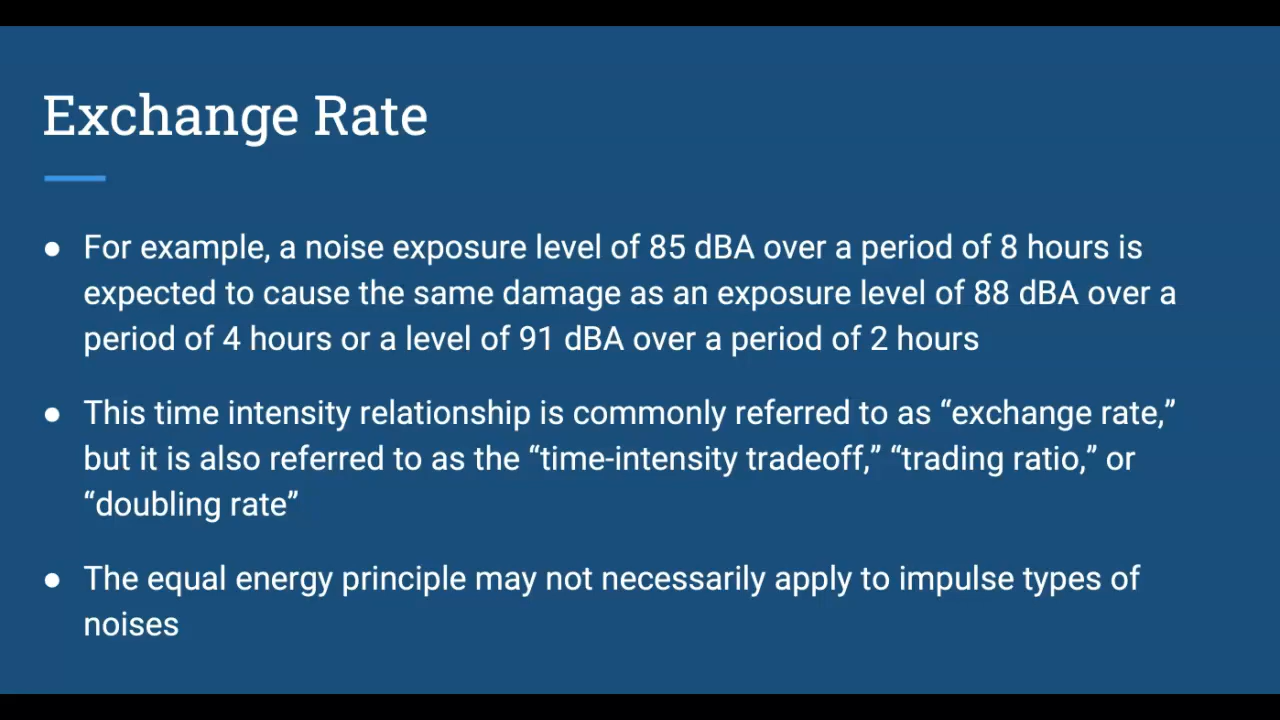 Exchange Rate
● For example, a noise exposure level of 85 dBA over a period of 8 hours is
expected to cause the same damage as an exposure level of 88 dBA over a
period of 4 hours or a level of 91 dBA over a period of 2 hours
● This time intensity relationship is commonly referred to as “exchange rate,”
but it is also referred to as the “time-intensity tradeoff,” “trading ratio,” or
“doubling rate”
● The equal energy principle may not necessarily apply to impulse types of
noises